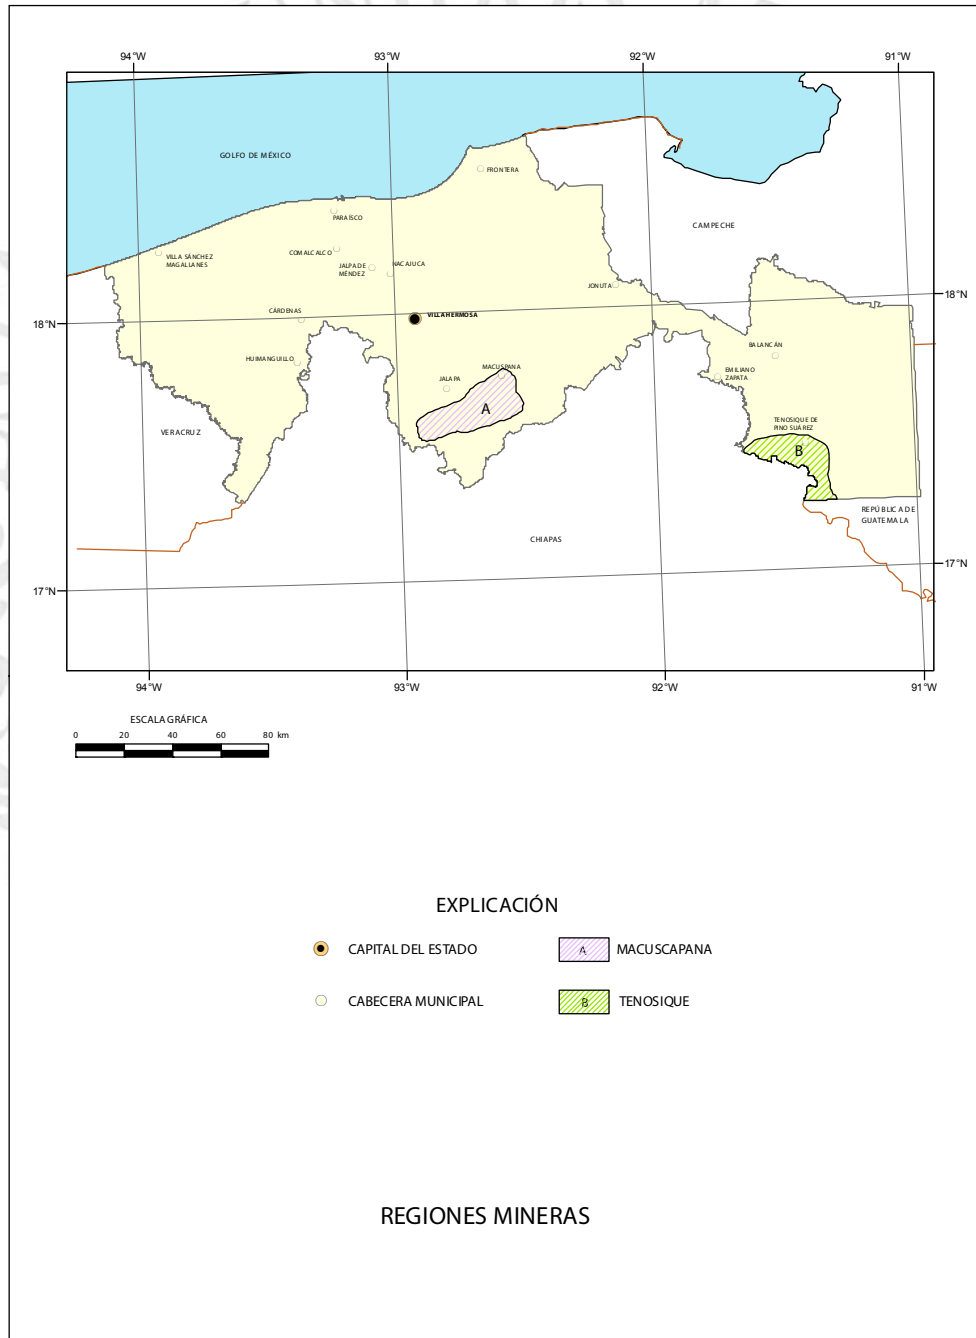 94°W
93°W
92°W
91°W
GOLFO DE MÉXICO
FRONTERA
PARAÍSCO
CAMPECHE
COMALCALCO
VILLA SÁNCHEZ
MAGALLANES
JALPA DE
MÉNDEZ
NACAJUCA
JONUTA
18°N
CÁRDENAS
VILLAHERMOSA
18°N
BALANCÁN
HUIMANGUILLO
MACUSPANA
JALAPA
EMILIANO
ZAPATA
A
TENOSIQUE DE
PINO SUÁREZ
VERACRUZ
B
REPÚBLICA DE
GUATEMALA
CHIAPAS
17°N
17°N
94°W
93°W
92°W
91°W
ESCALA GRÁFICA
0 20 40 60 80 km
EXPLICACIÓN
CAPITAL DEL ESTADO
A MACUSCAPANA
CABECERA MUNICIPAL
B TENOSIQUE
REGIONES MINERAS